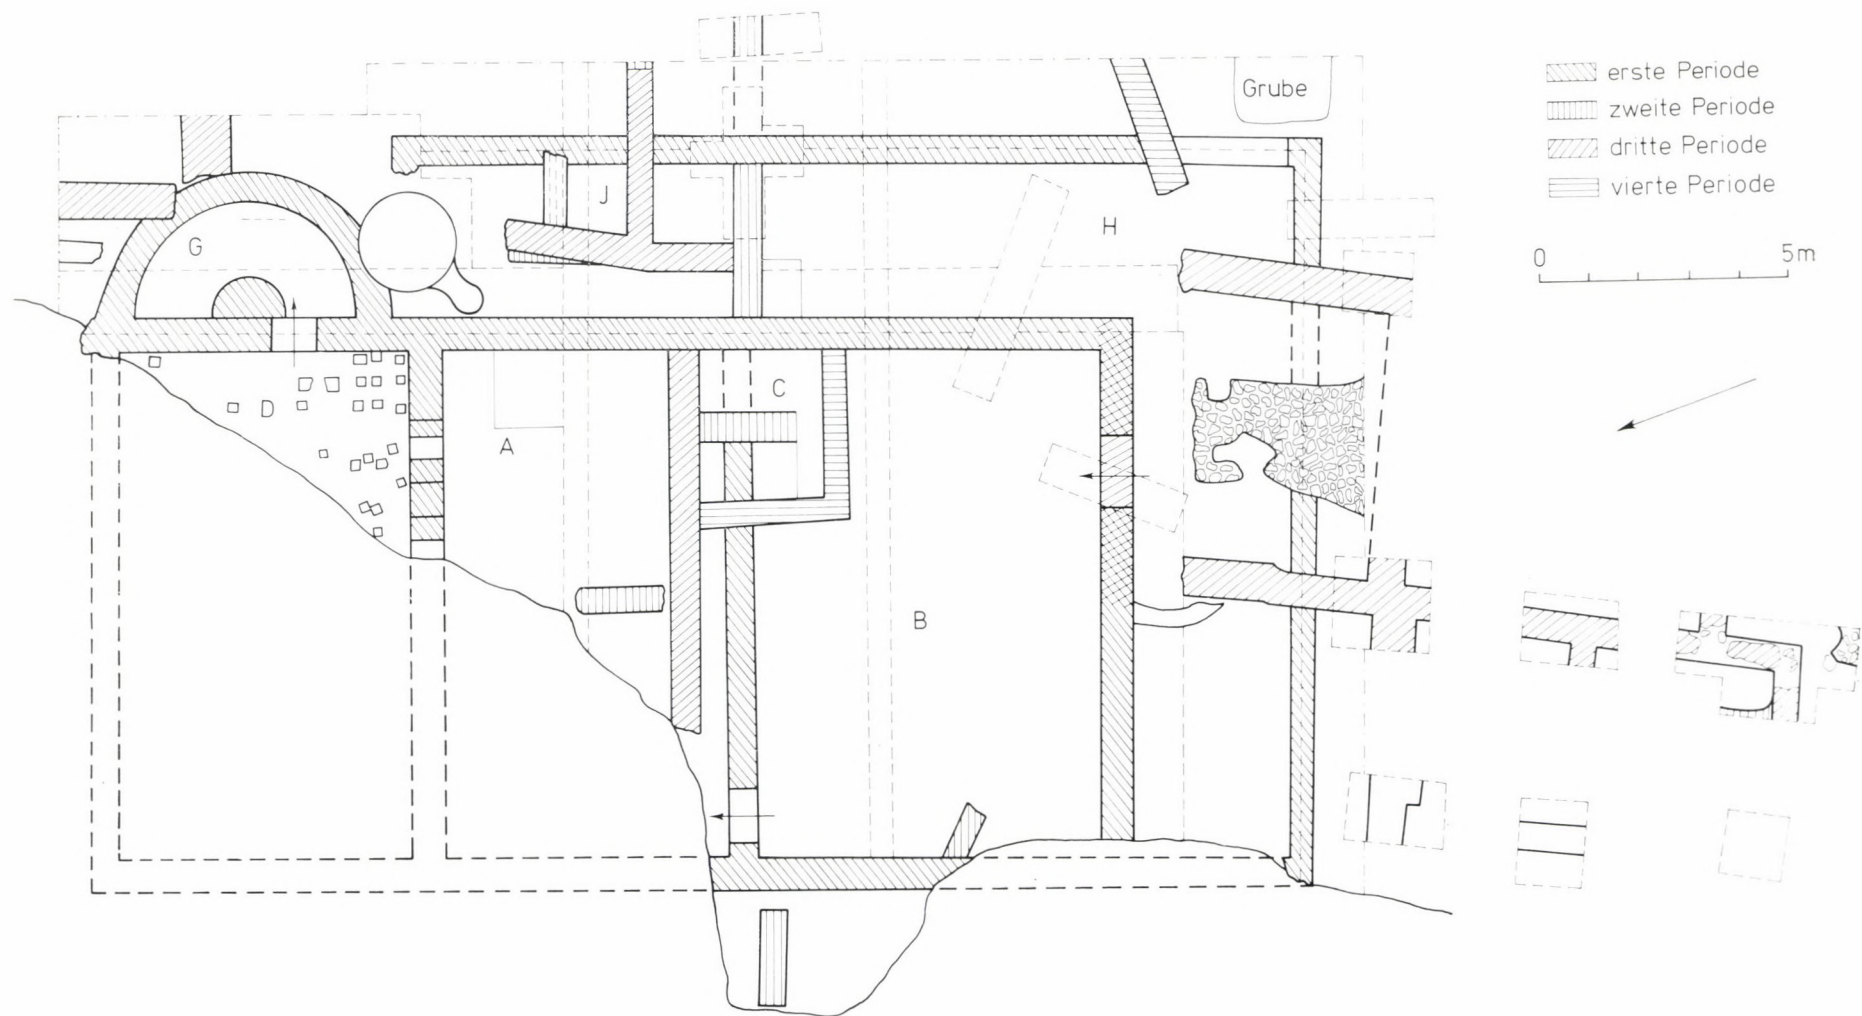 Grube
erste Periode
zweite Periode
dritte Periode
vierte Periode
0 5m
J
H
G
C
D
A
B